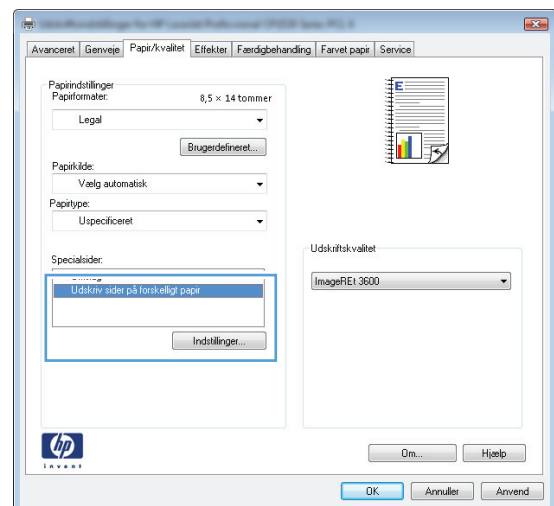 Avanceret Genveje Papir/kvalitet Effekter Færdigbehandling Farvet papir Service
Papirindstillinger
Papirformater: 8,5 × 14 tommer
Legal
Brugerdefineret...
Papirkilde:
Vælg automatisk
Papirtype:
Uspecificeret
Specialsider:
Udskriv sider på forskelligt papir
Indstillinger...
E
Udskriftskvalitet
ImageREt 3600
hp
invent
Om... Hjælp
OK Annuller Anvend